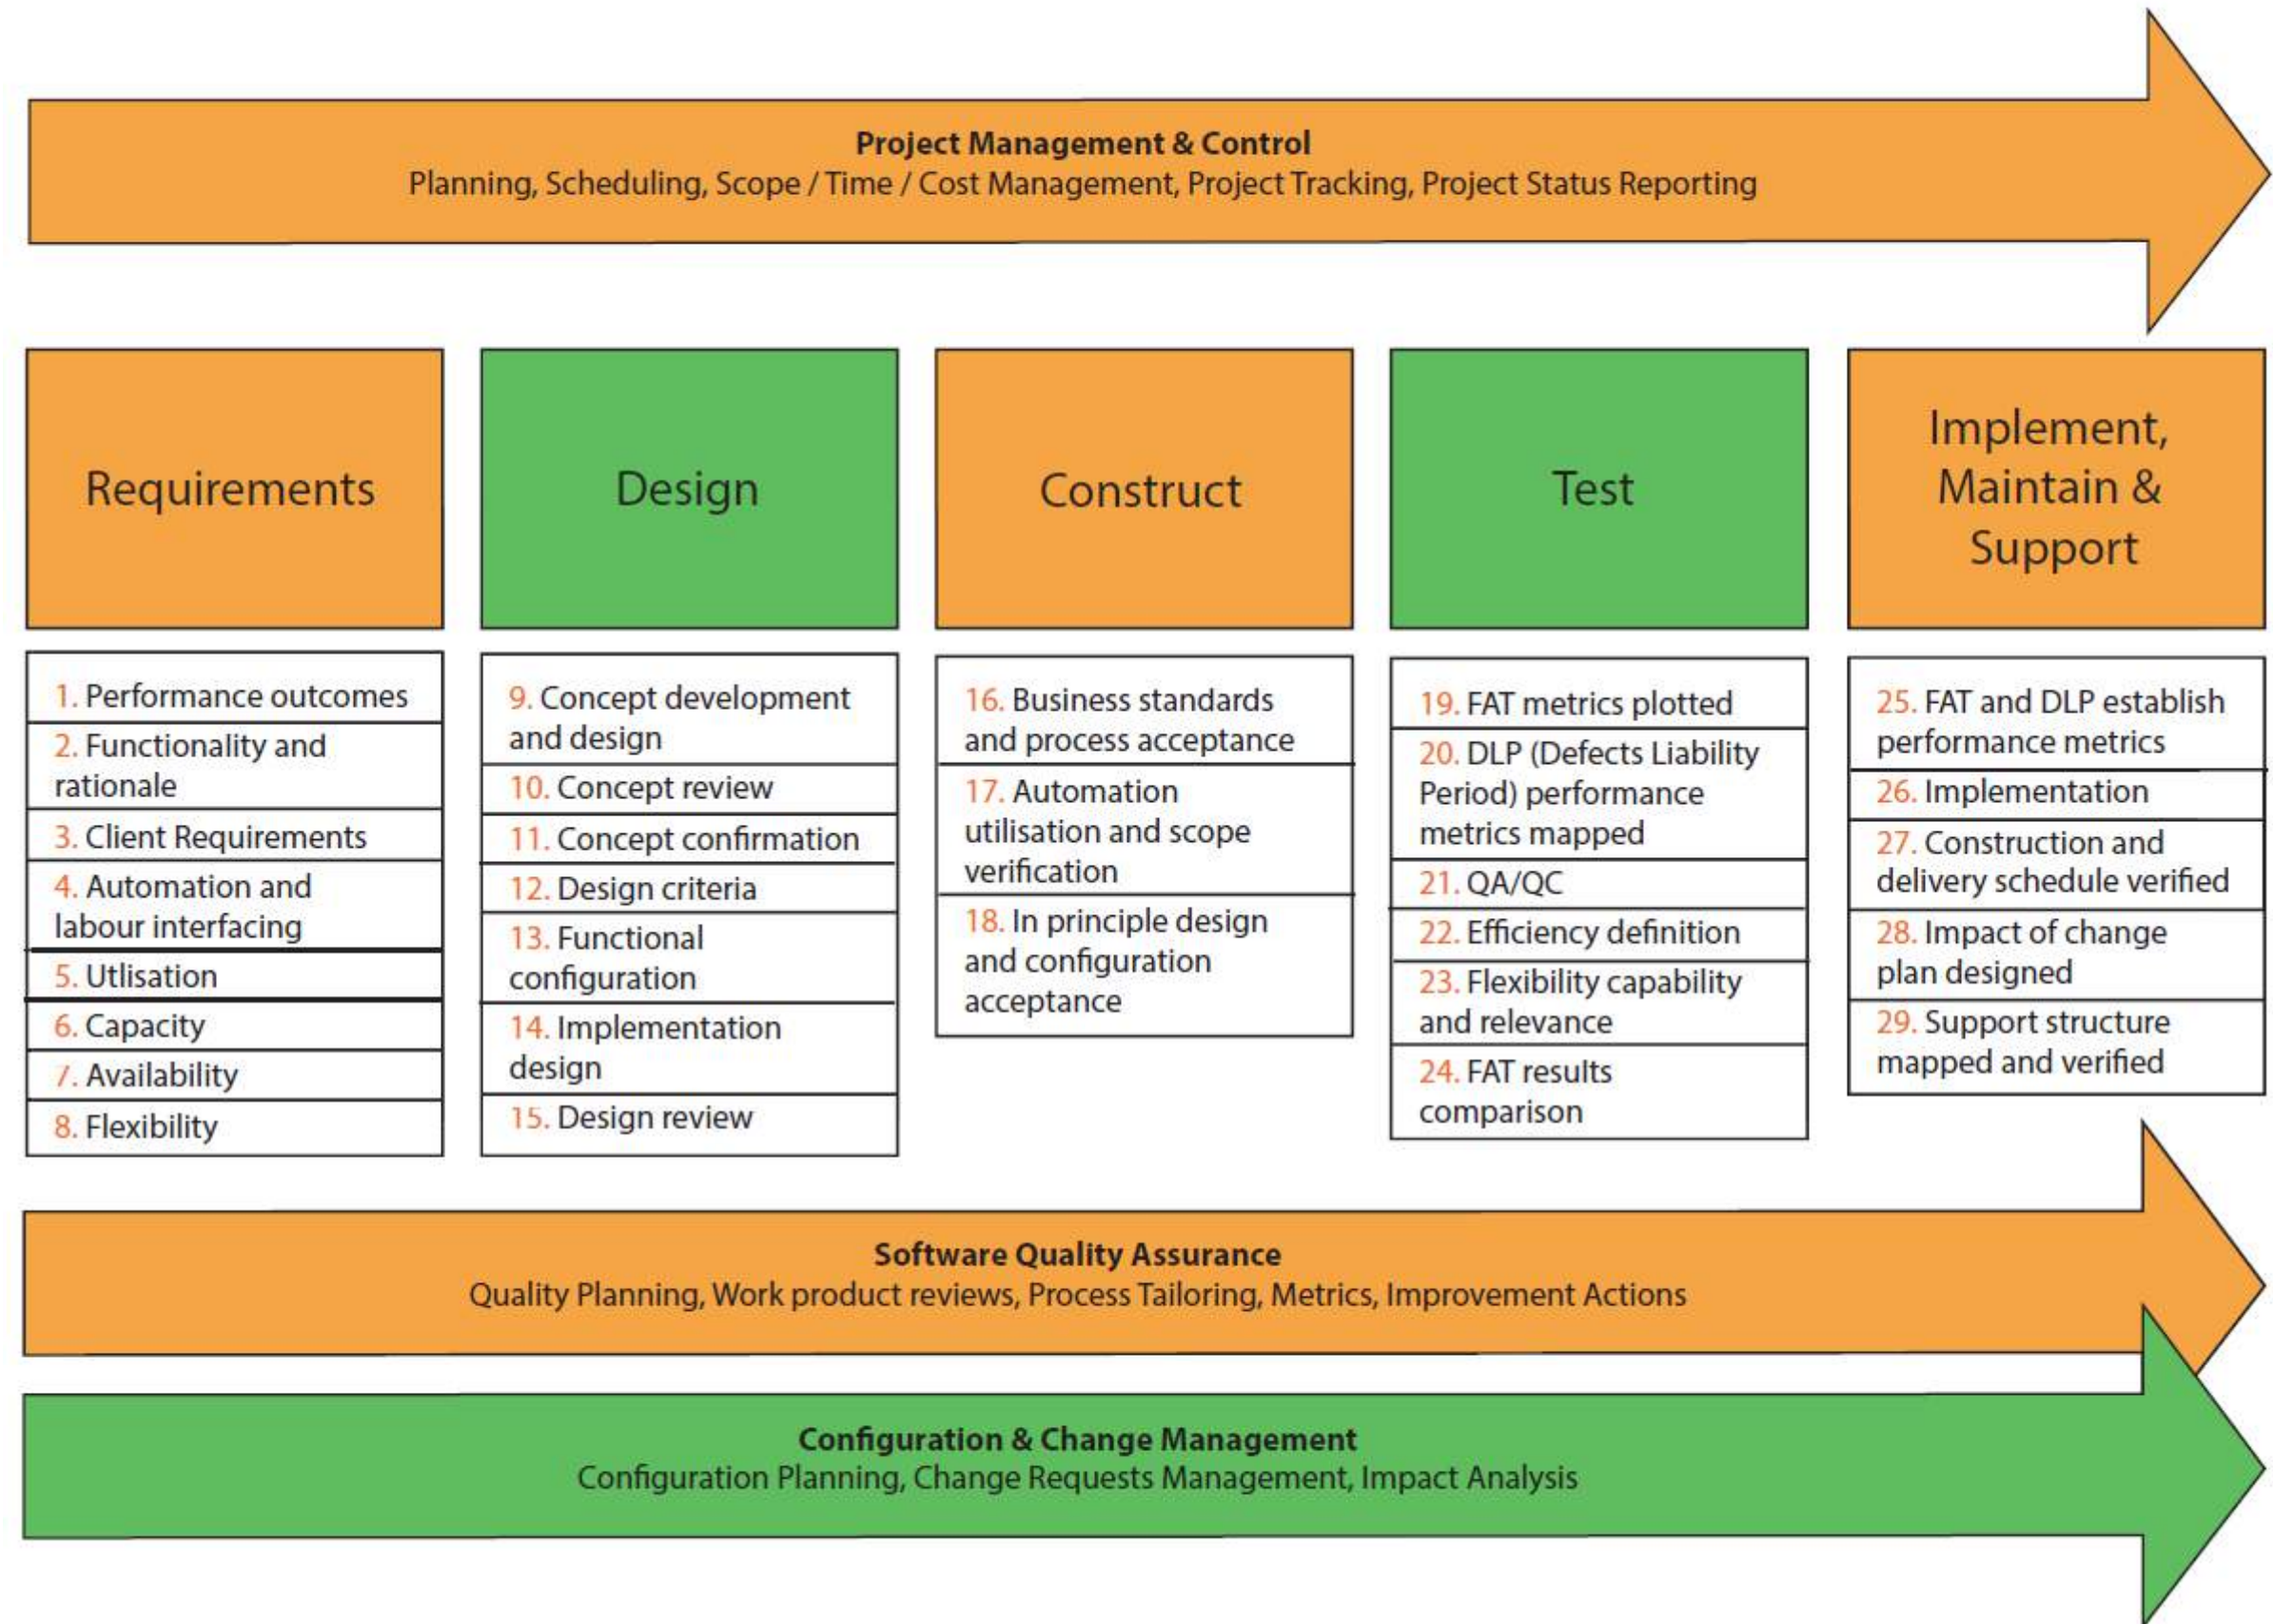 Project Management & Control
Planning, Scheduling, Scope / Time / Cost Management, Project Tracking, Project Status Reporting
Requirements
Design
Construct
Test
Implement,
Maintain &
Support
1. Performance outcomes
2. Functionality and
rationale
3. Client Requirements
4. Automation and
labour interfacing
5. Utlisation
6. Capacity
7. Availability
8. Flexibility
9. Concept development
and design
10. Concept review
11. Concept confirmation
12. Design criteria
13. Functional
configuration
14. Implementation
design
15. Design review
16. Business standards
and process acceptance
17. Automation
utilisation and scope
verification
18. In principle design
and configuration
acceptance
19. FAT metrics plotted
20. DLP (Defects Liability
Period) performance
metrics mapped
21. QA/QC
22. Efficiency definition
23. Flexibility capability
and relevance
24. FAT results
comparison
25. FAT and DLP establish
performance metrics
26. Implementation
27. Construction and
delivery schedule verified
28. Impact of change
plan designed
29. Support structure
mapped and verified
Software Quality Assurance
Quality Planning, Work product reviews, Process Tailoring, Metrics, Improvement Actions
Configuration & Change Management
Configuration Planning, Change Requests Management, Impact Analysis